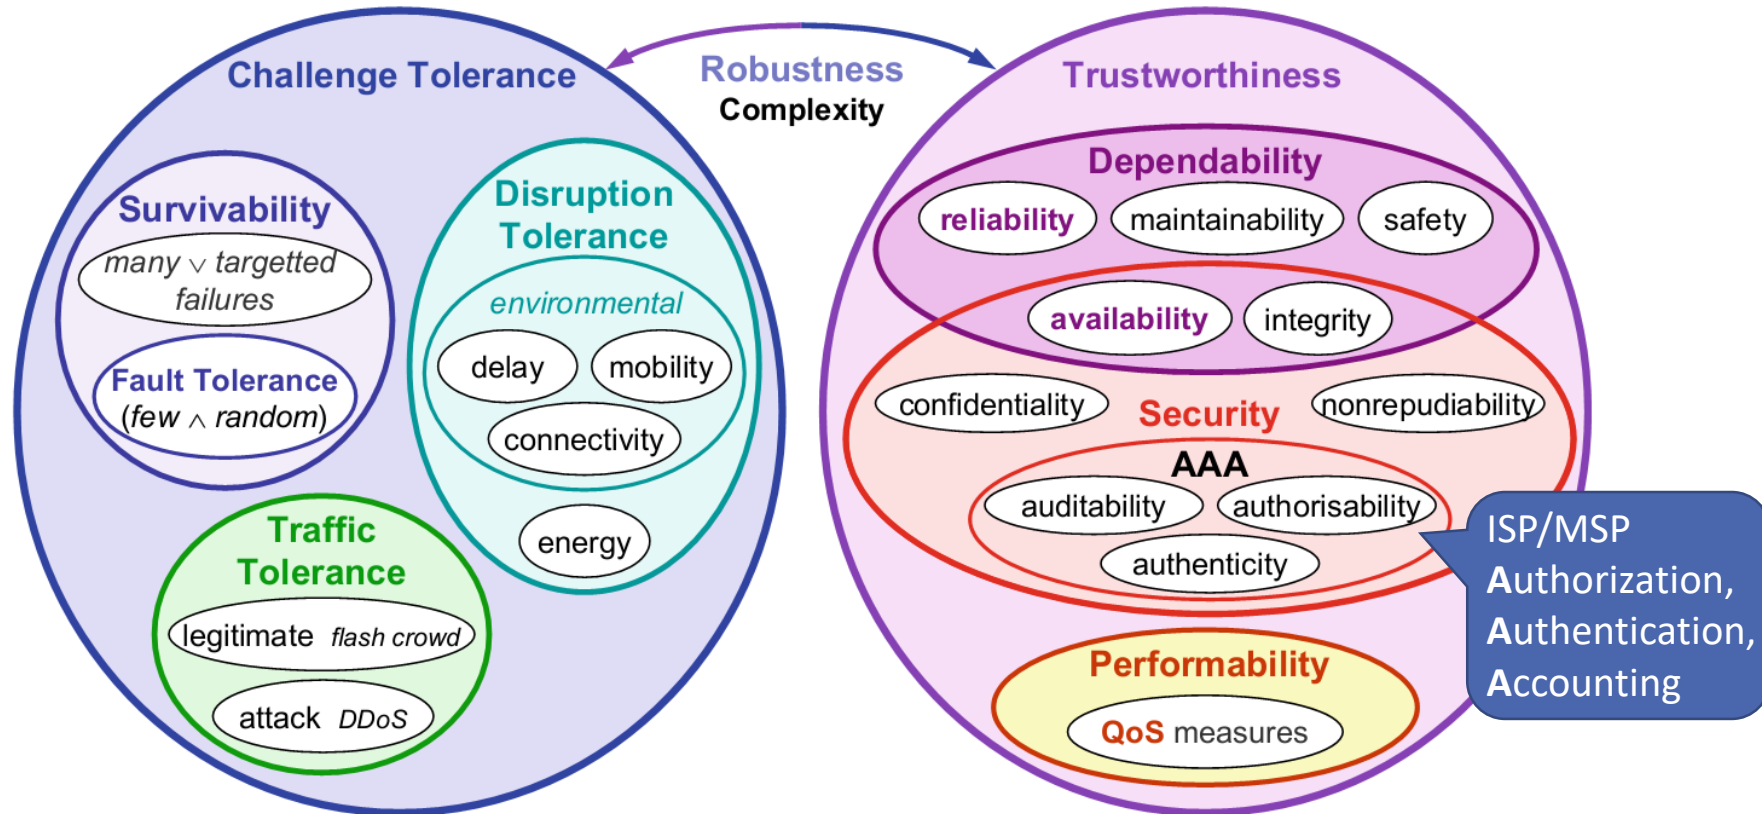 Challenge Tolerance
Robustness
Complexity
Trustworthiness
Survivability
many ∨ targetted
failures
Fault Tolerance
(few ∧ random)
Disruption
Tolerance
environmental
delay
mobility
connectivity
energy
Traffic
Tolerance
legitimate flash crowd
attack DDoS
Dependability
reliability
maintainability
safety
availability
integrity
confidentiality
Security
nonrepudiability
AAA
auditability
authorisability
authenticity
Performability
QoS measures
ISP/MSP
Authorization,
Authentication,
Accounting